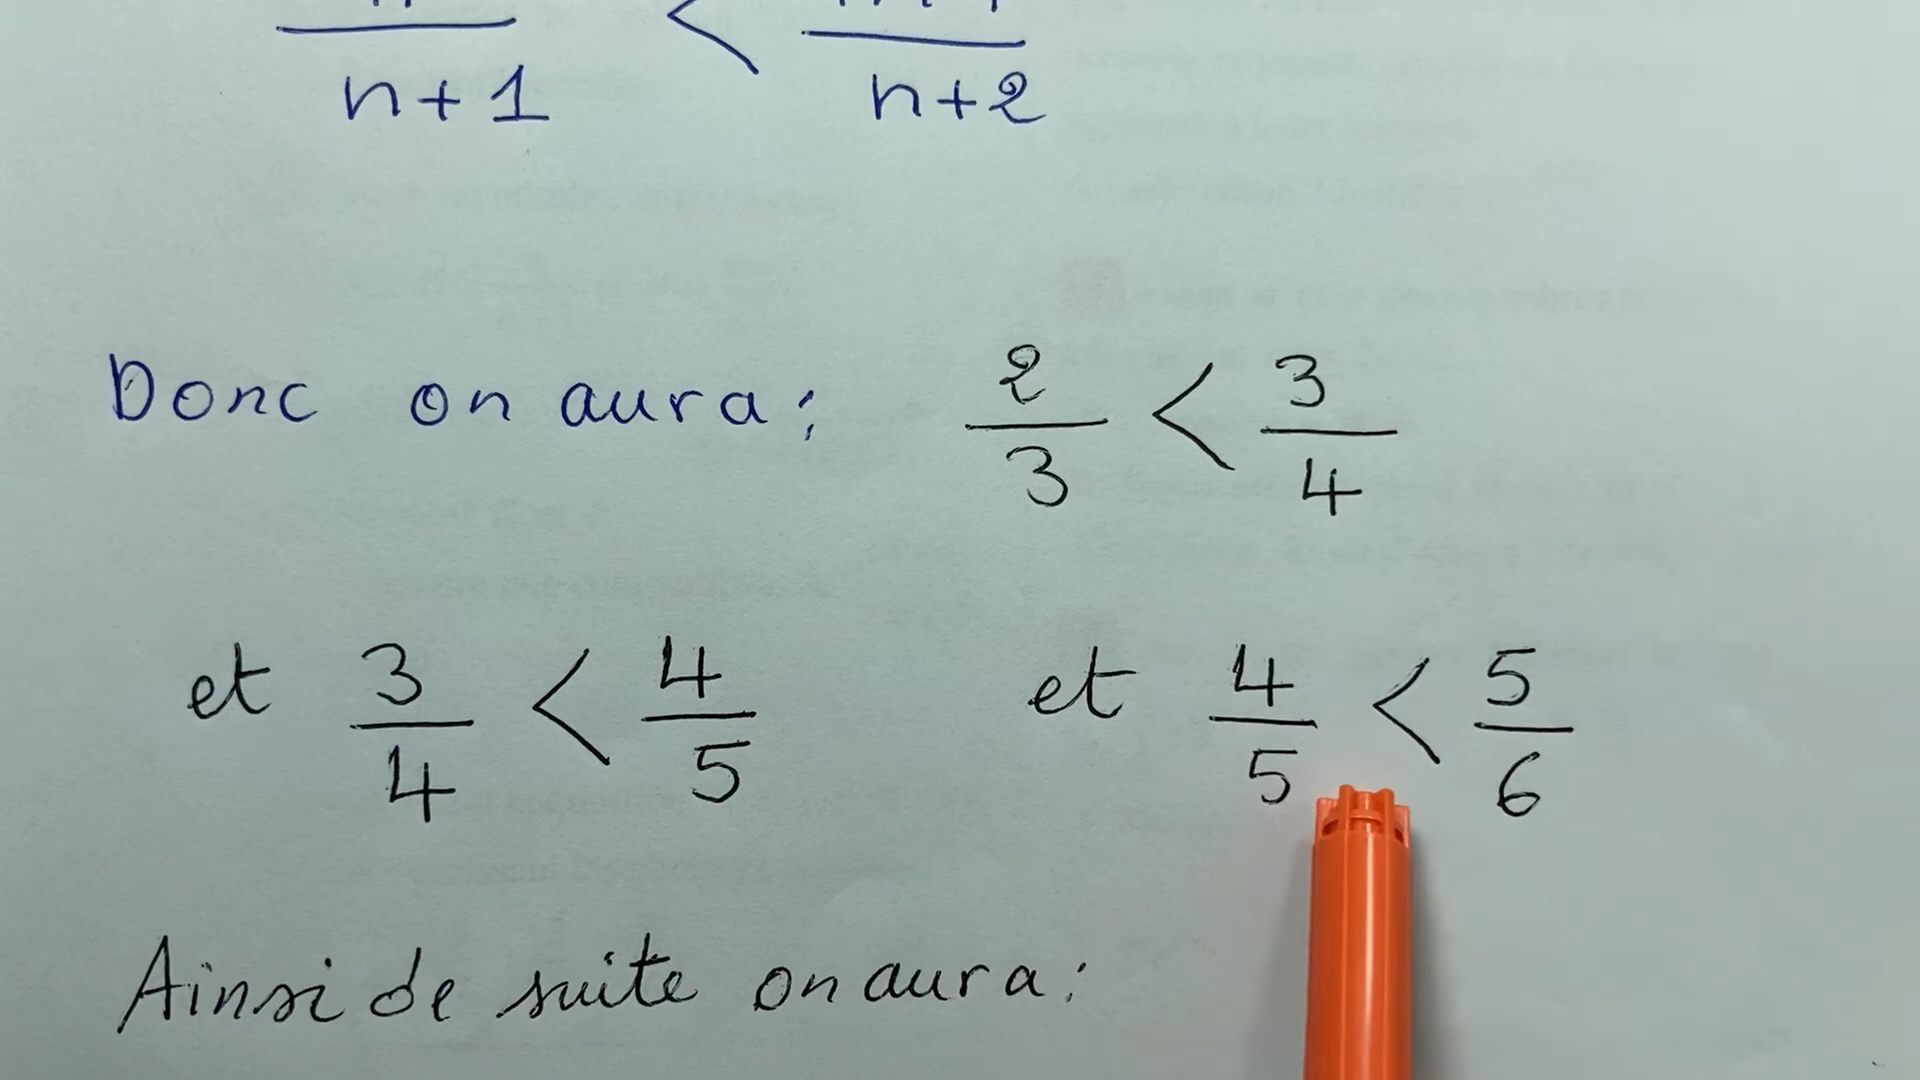 n/n+1 < n+1/n+2
Donc on aura : 2/3 < 3/4
et 3/4 < 4/5 et 4/5 < 5/6
Ainsi de suite on aura :